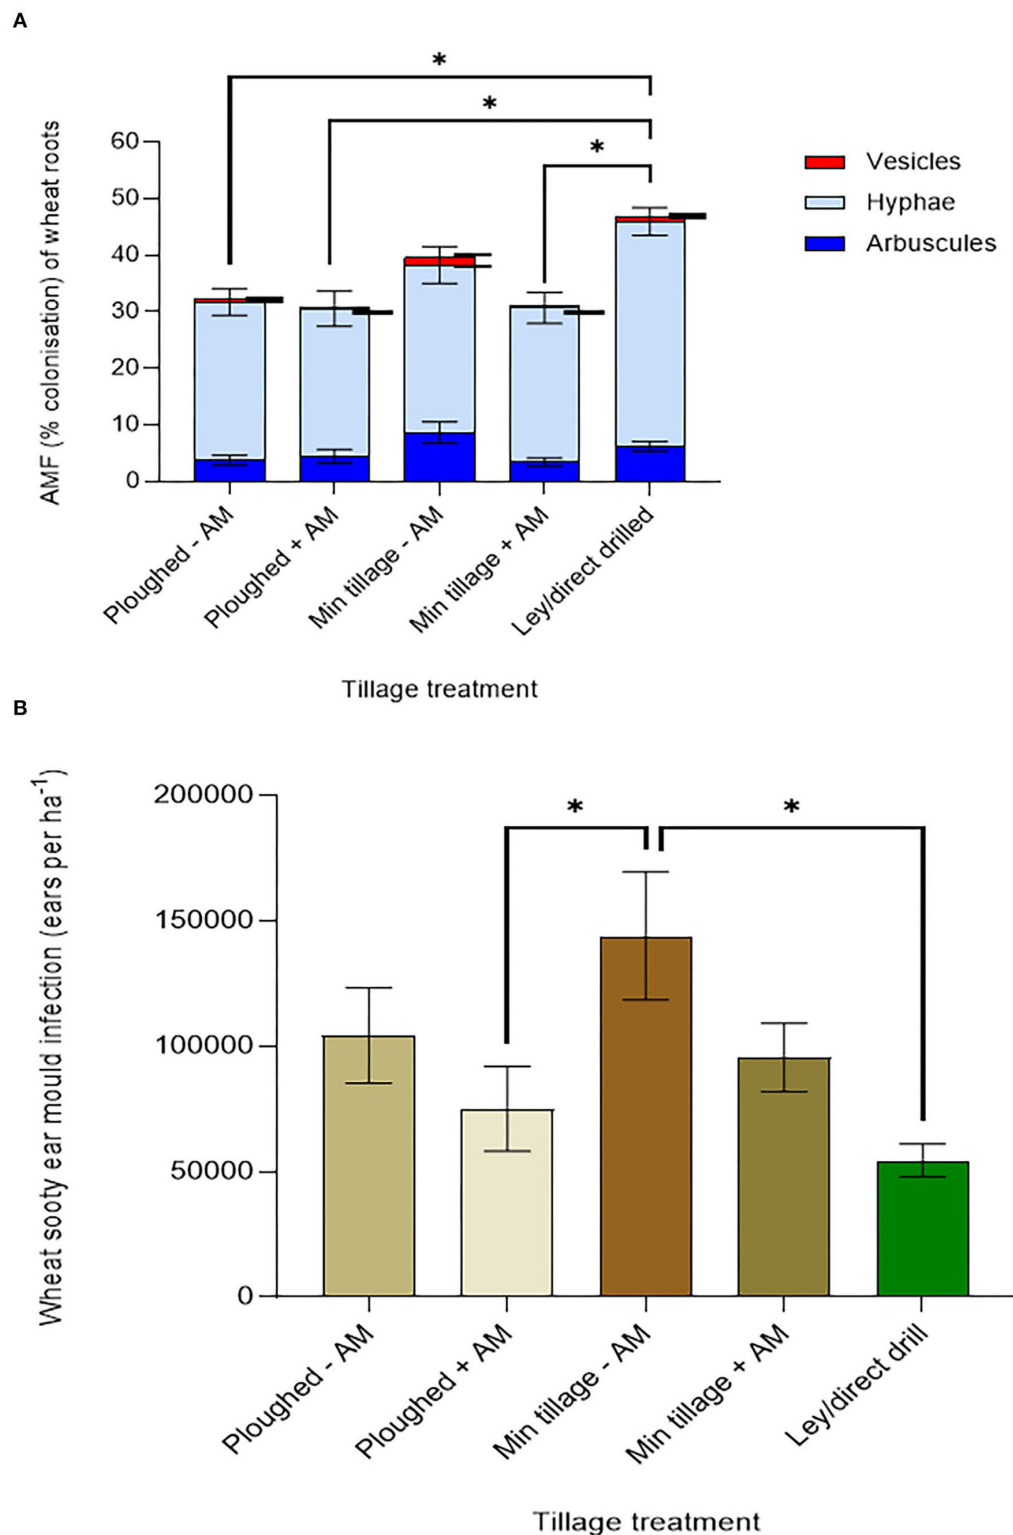 A
*
*
*
AMF (% colonisation) of wheat roots
60
50
40
30
20
10
0
Vesicles
Hyphae
Arbuscules
Ploughed - AM
Ploughed + AM
Min tillage - AM
Min tillage + AM
Ley/direct drilled
Tillage treatment
B
Wheat sooty ear mould infection (ears per ha⁻¹)
200000
150000
100000
50000
0
*
*
Ploughed - AM
Ploughed + AM
Min tillage - AM
Min tillage + AM
Ley/direct drill
Tillage treatment